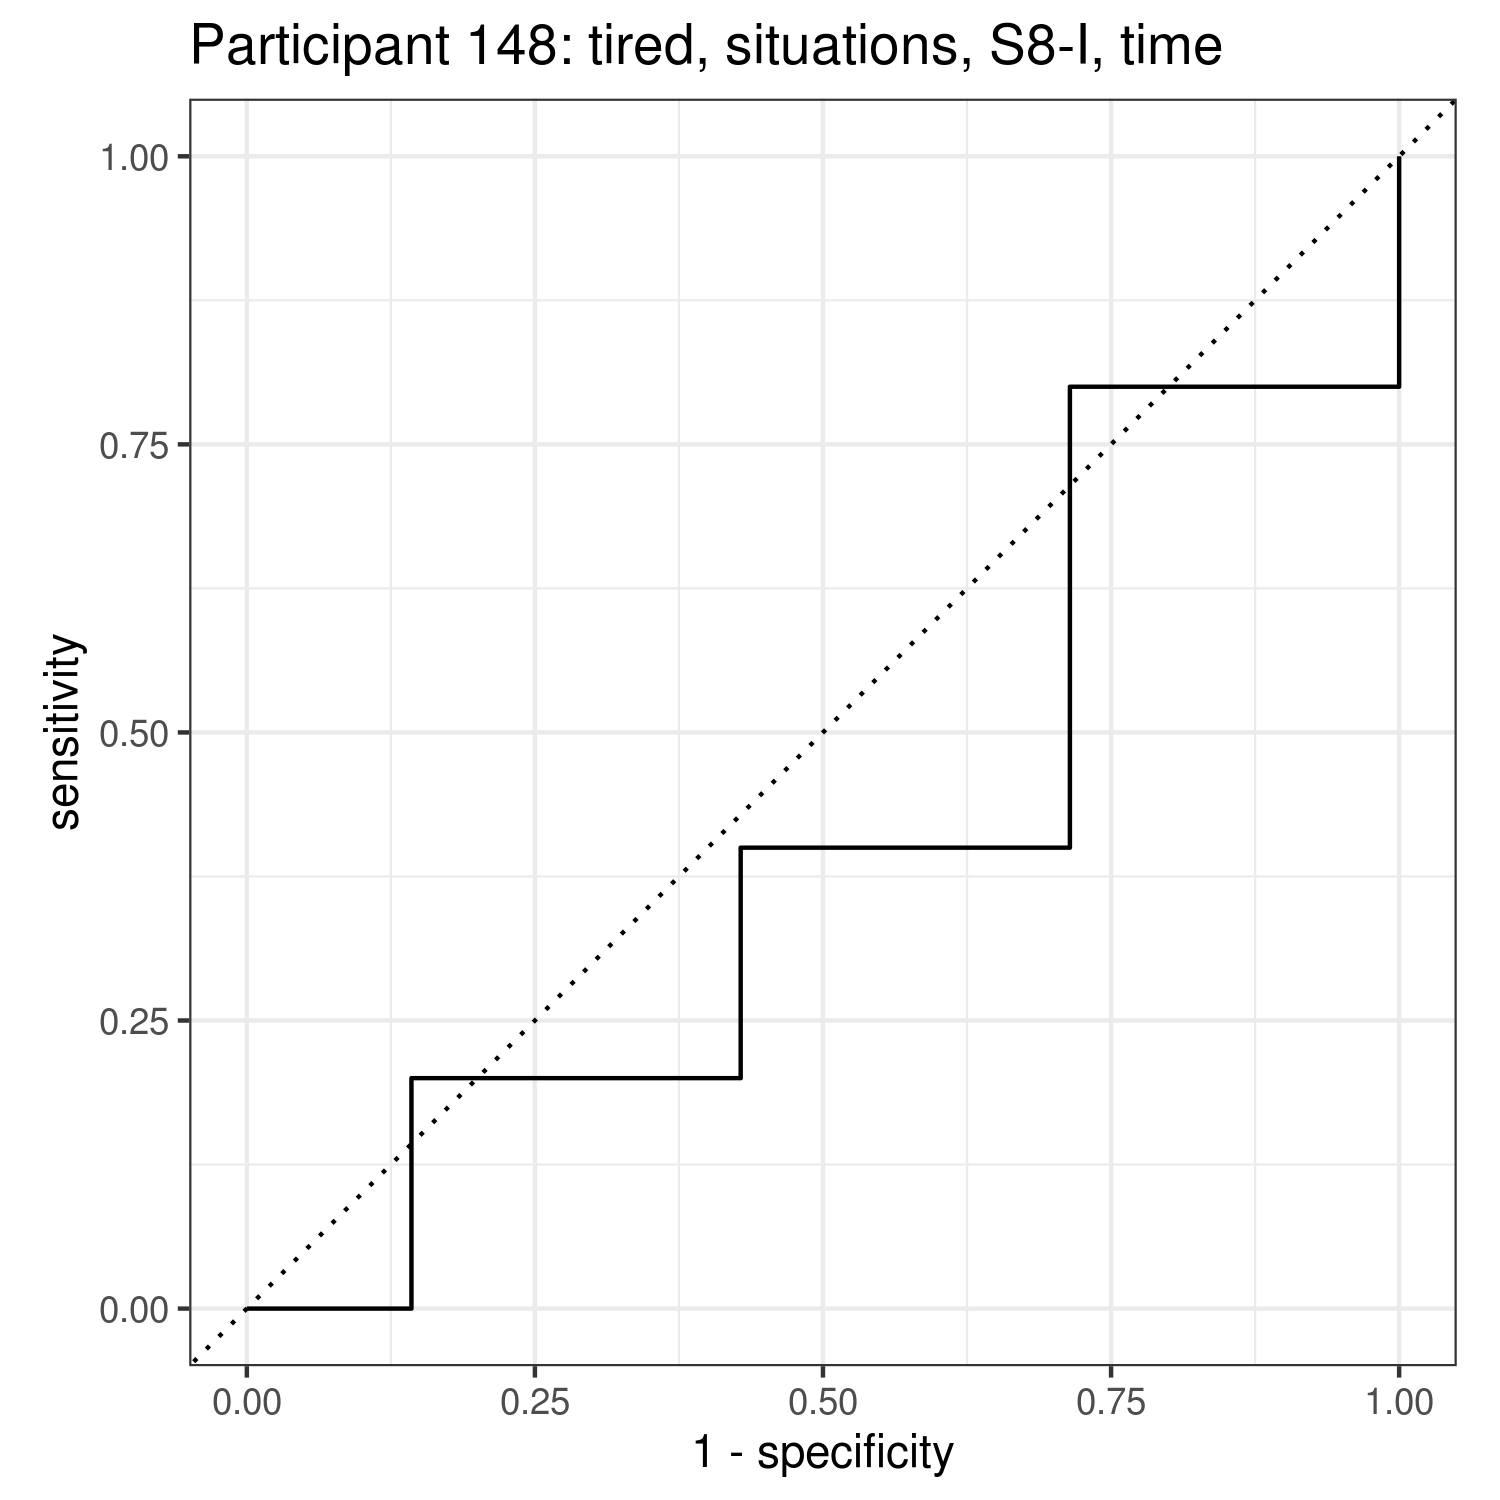 Participant 148: tired, situations, S8-I, time
1.00
0.75
0.50
0.25
0.00
sensitivity
0.00 0.25 0.50 0.75 1.00
1 - specificity